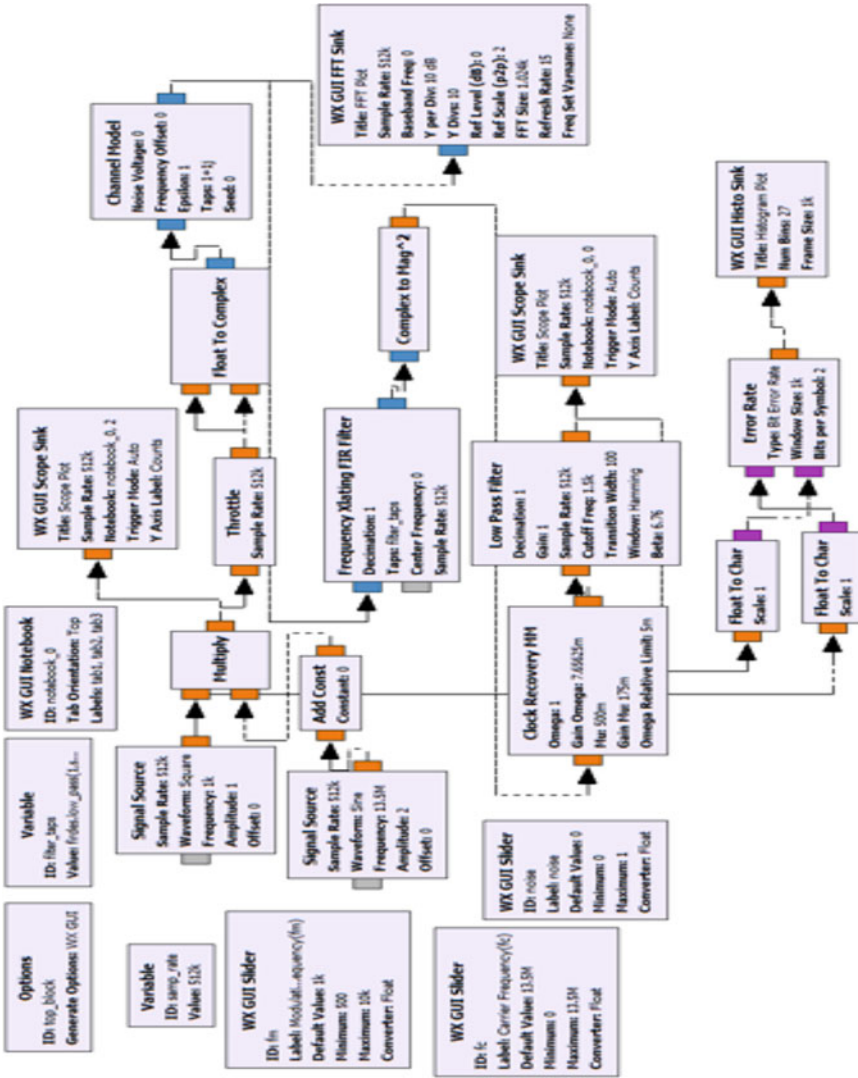 Options
ID: top_block
Generate Options: WX GUI
Variable
ID: filter_taps
Value: firdes.low_pass(1.6---
WX GUI Notebook
ID: notebook_0
Tab Orientation: Top
Labels: tab1, tab2, tab3
WX GUI Scope Sink
Title: Scope Plot
Sample Rate: 512k
Notebook: notebook_0, 2
Trigger Mode: Auto
Y Axis Label: Counts
Channel Model
Noise Voltage: 0
Frequency Offset: 0
Epsilon: 1
Taps: 1+1j
Seed: 0
Variable
ID: samp_rate
Value: 512k
Signal Source
Sample Rate: 512k
Waveform: Square
Frequency: 1k
Amplitude: 1
Offset: 0
Multiply
Throttle
Sample Rate: 512k
Float To Complex
WX GUI Slider
ID: fm
Label: Modulati...equency(fm)
Default Value: 1k
Minimum: 500
Maximum: 10k
Converter: Float
Signal Source
Sample Rate: 512k
Waveform: Sine
Frequency: 13.5M
Amplitude: 2
Offset: 0
Add Const
Constant: 0
Frequency Xlating FIR Filter
Decimation: 1
Taps: filter_taps
Center Frequency: 0
Sample Rate: 512k
Complex to Mag^2
WX GUI FFT Sink
Title: FFT Plot
Sample Rate: 512k
Baseband Freq: 0
Y per Div: 10 dB
Y Divs: 10
Ref Level (dB): 0
Ref Scale (p2p): 2
FFT Size: 1.024k
Refresh Rate: 15
Freq Set Varname: None
WX GUI Slider
ID: fc
Label: Carrier Frequency(fc)
Default Value: 13.5M
Minimum: 0
Maximum: 13.5M
Converter: Float
WX GUI Slider
ID: noise
Label: noise
Default Value: 0
Minimum: 0
Maximum: 1
Converter: Float
Clock Recovery MM
Omega: 1
Gain Omega: 7.65625m
Mu: 500m
Gain Mu: 175m
Omega Relative Limit: 5m
Low Pass Filter
Decimation: 1
Gain: 1
Sample Rate: 512k
Cutoff Freq: 1.5k
Transition Width: 100
Window: Hamming
Beta: 6.76
WX GUI Scope Sink
Title: Scope Plot
Sample Rate: 512k
Notebook: notebook_0, 0
Trigger Mode: Auto
Y Axis Label: Counts
Float To Char
Scale: 1
Float To Char
Scale: 1
Error Rate
Type: Bit Error Rate
Window Size: 1k
Bits per Symbol: 2
WX GUI Histo Sink
Title: Histogram Plot
Num Bins: 27
Frame Size: 1k